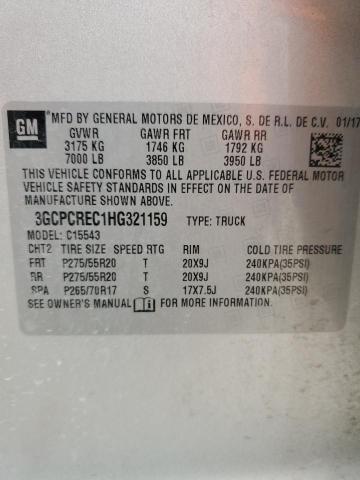 GM
MFD BY GENERAL MOTORS DE MEXICO, S. DE R.L. DE C.V. 01/17
GVWR GAWR FRT GAWR RR
3175 KG 1746 KG 1792 KG
7000 LB 3850 LB 3950 LB
THIS VEHICLE CONFORMS TO ALL APPLICABLE U.S. FEDERAL MOTOR
VEHICLE SAFETY STANDARDS IN EFFECT ON THE DATE OF
MANUFACTURE SHOWN ABOVE.
3GCPCREC1HG321159 TYPE: TRUCK
MODEL: C15543
CHT2 TIRE SIZE SPEED RTG RIM COLD TIRE PRESSURE
FRT P275/55R20 T 20X9J 240KPA(35PSI)
RR P275/55R20 T 20X9J 240KPA(35PSI)
SPA P265/70R17 S 17X7.5J 240KPA(35PSI)
SEE OWNER'S MANUAL FOR MORE INFORMATION.